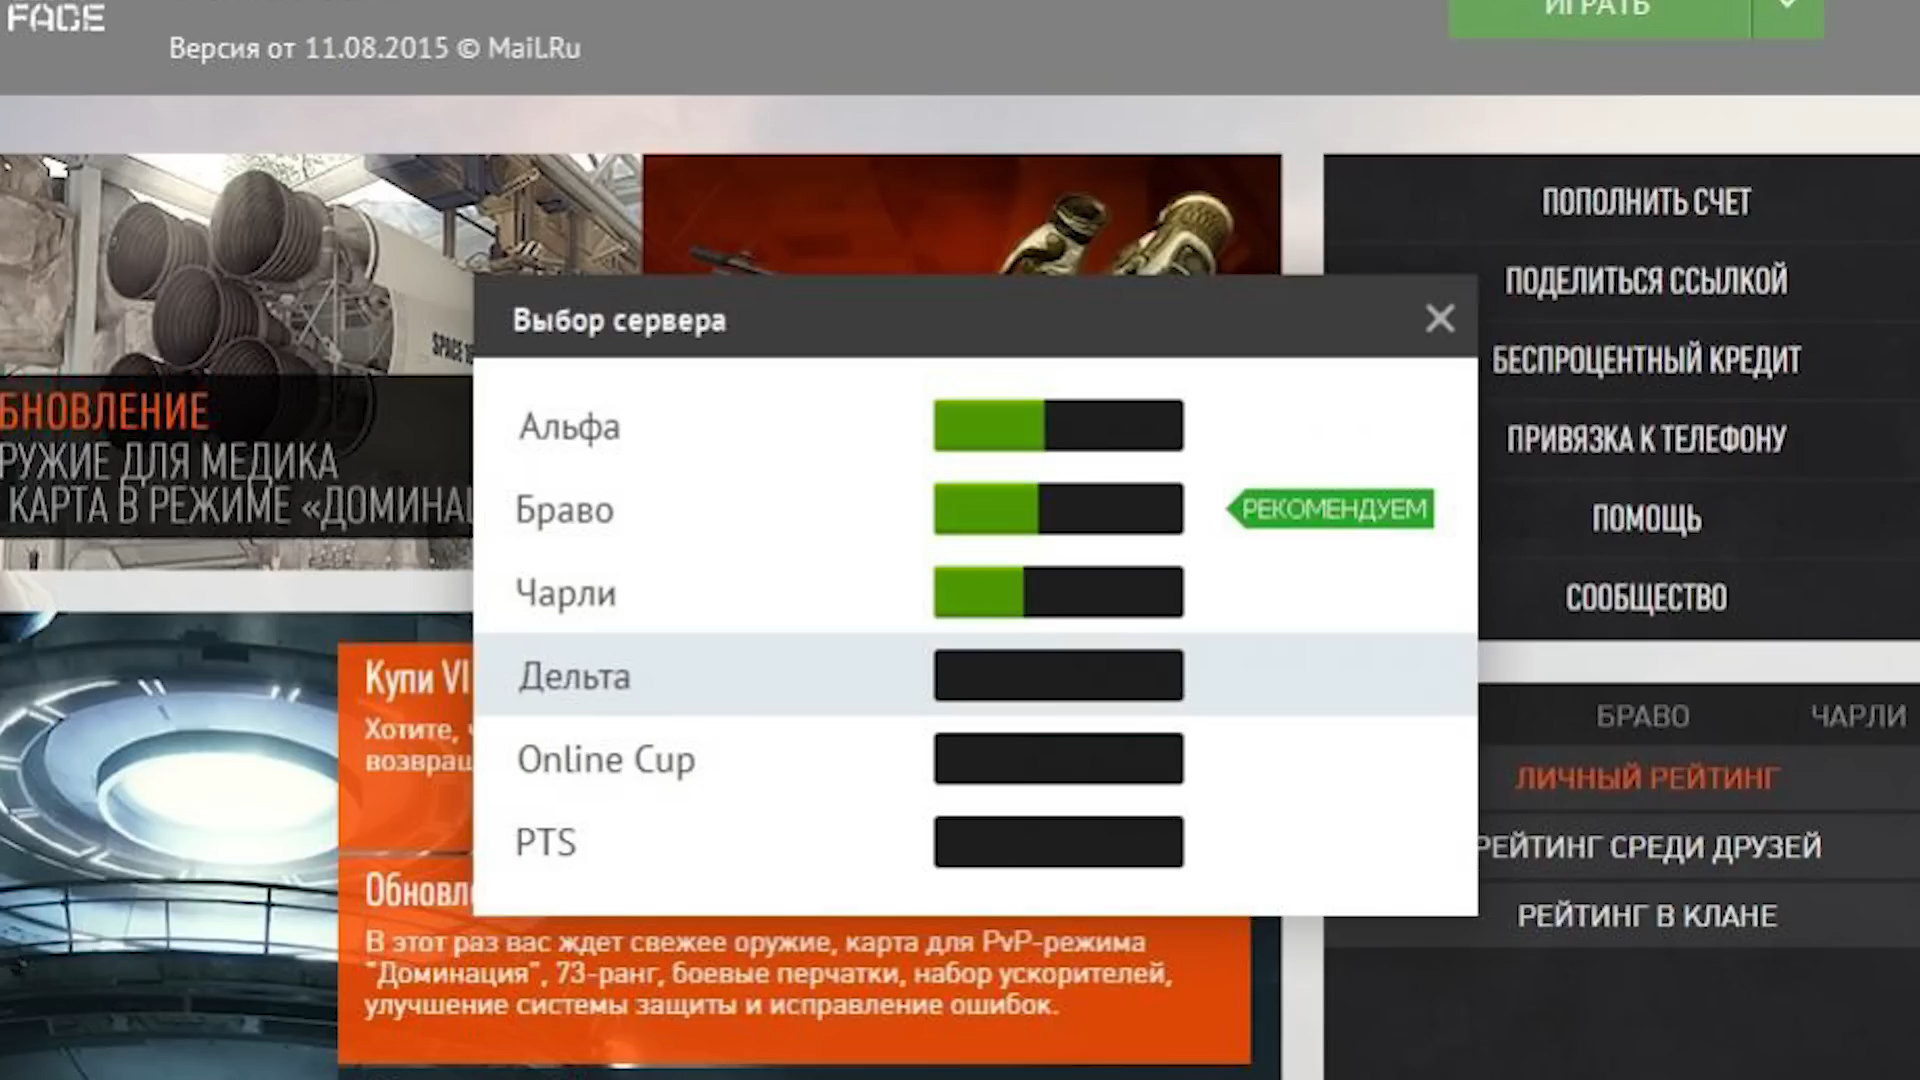 FACE
Версия от 11.08.2015 © Mail.Ru
ИГРАТЬ
SPACE
БНОВЛЕНИЕ
РУЖИЕ ДЛЯ МЕДИКА
КАРТА В РЕЖИМЕ «ДОМИНАЦ
Выбор сервера
Альфа
Браво
РЕКОМЕНДУЕМ
Чарли
Дельта
Online Cup
PTS
Купи VI
Хотите,
возвращ
Обновл
В этот раз вас ждет свежее оружие, карта для PvP-режима
"Доминация", 73-ранг, боевые перчатки, набор ускорителей,
улучшение системы защиты и исправление ошибок.
ПОПОЛНИТЬ СЧЕТ
ПОДЕЛИТЬСЯ ССЫЛКОЙ
БЕСПРОЦЕНТНЫЙ КРЕДИТ
ПРИВЯЗКА К ТЕЛЕФОНУ
ПОМОЩЬ
СООБЩЕСТВО
БРАВО ЧАРЛИ
ЛИЧНЫЙ РЕЙТИНГ
РЕЙТИНГ СРЕДИ ДРУЗЕЙ
РЕЙТИНГ В КЛАНЕ